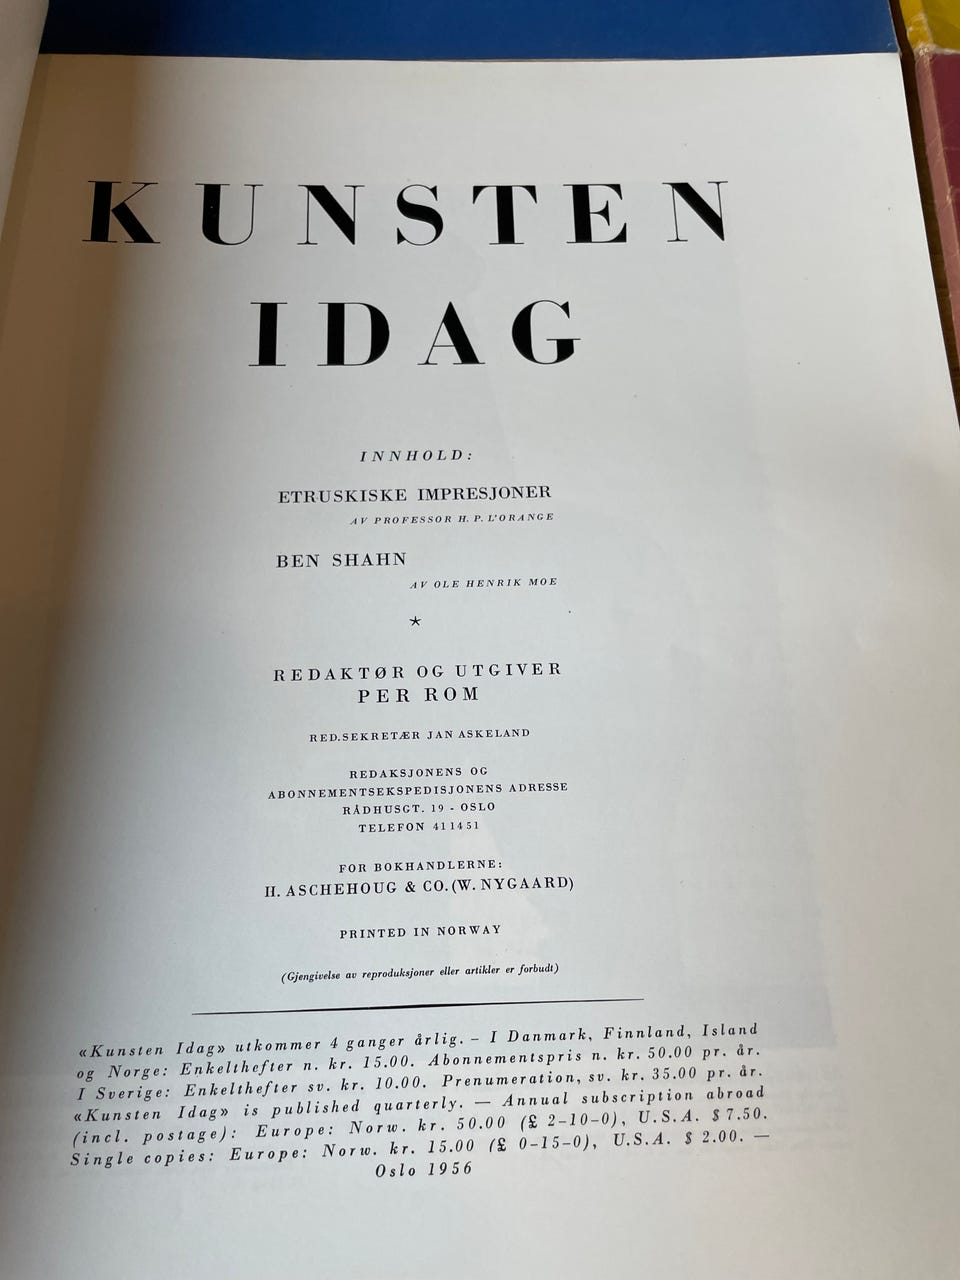 KUNSTEN
IDAG
INNHOLD:
ETRUSKISKE IMPRESJONER
AV PROFESSOR H. P. L'ORANGE
BEN SHAHN
AV OLE HENRIK MOE
★
REDAKTØR OG UTGIVER
PER ROM
RED.SEKRETÆR JAN ASKELAND
REDAKSJONENS OG
ABONNEMENTSEKSPEDISJONENS ADRESSE
RÅDHUSGT. 19 - OSLO
TELEFON 411451
FOR BOKHANDLERNE:
H. ASCHEHOUG & CO. (W. NYGAARD)
PRINTED IN NORWAY
(Gjengivelse av reproduksjoner eller artikler er forbudt)
«Kunsten Idag» utkommer 4 ganger årlig. – I Danmark, Finnland, Island
og Norge: Enkelthefter n. kr. 15.00. Abonnementspris n. kr. 50.00 pr. år.
I Sverige: Enkelthefter sv. kr. 10.00. Prenumeration, sv. kr. 35.00 pr. år.
«Kunsten Idag» is published quarterly. — Annual subscription abroad
(incl. postage): Europe: Norw. kr. 50.00 (£ 2–10–0), U.S.A. $ 7.50.
Single copies: Europe: Norw. kr. 15.00 (£ 0–15–0), U.S.A. $ 2.00. —
Oslo 1956